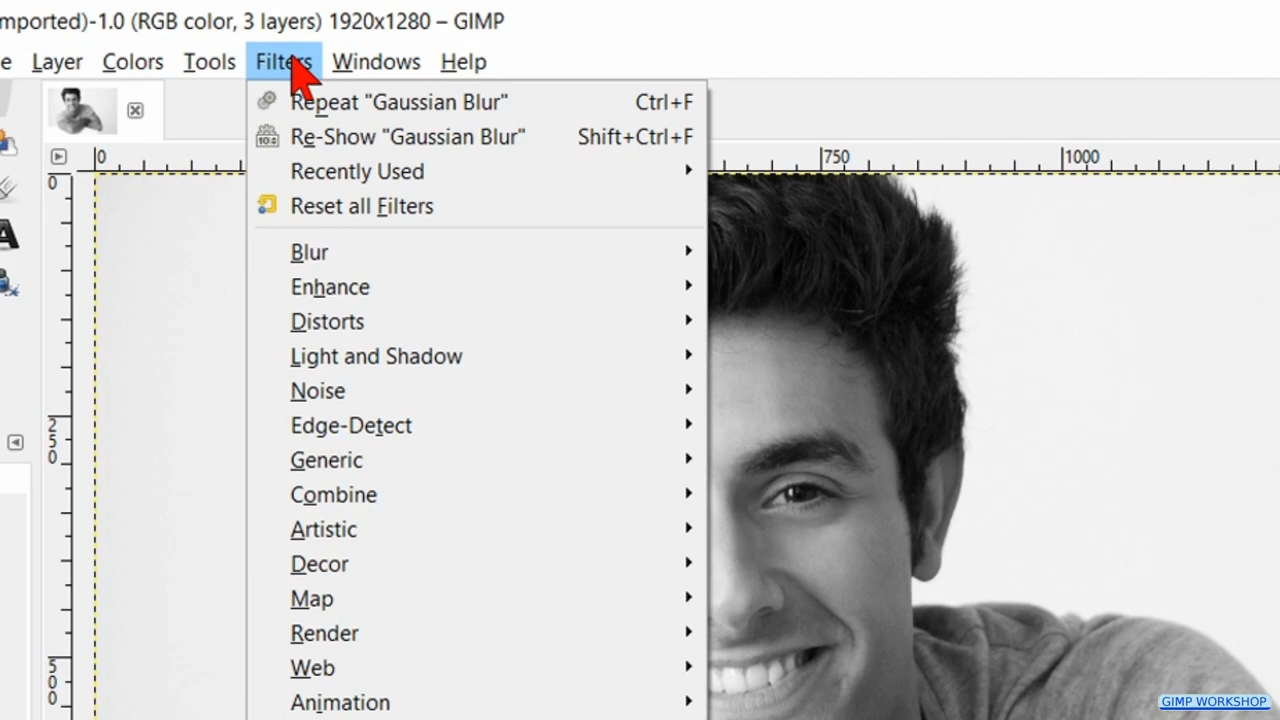 mported)-1.0 (RGB color, 3 layers) 1920x1280 – GIMP
e Layer Colors Tools Filters Windows Help
Repeat "Gaussian Blur" Ctrl+F
Re-Show "Gaussian Blur" Shift+Ctrl+F
0 750 1000
Recently Used
0
Reset all Filters
A
Blur
Enhance
Distorts
Light and Shadow
Noise
Edge-Detect
250
Generic
Combine
Artistic
Decor
Map
Render
Web
500
Animation
GIMP WORKSHOP